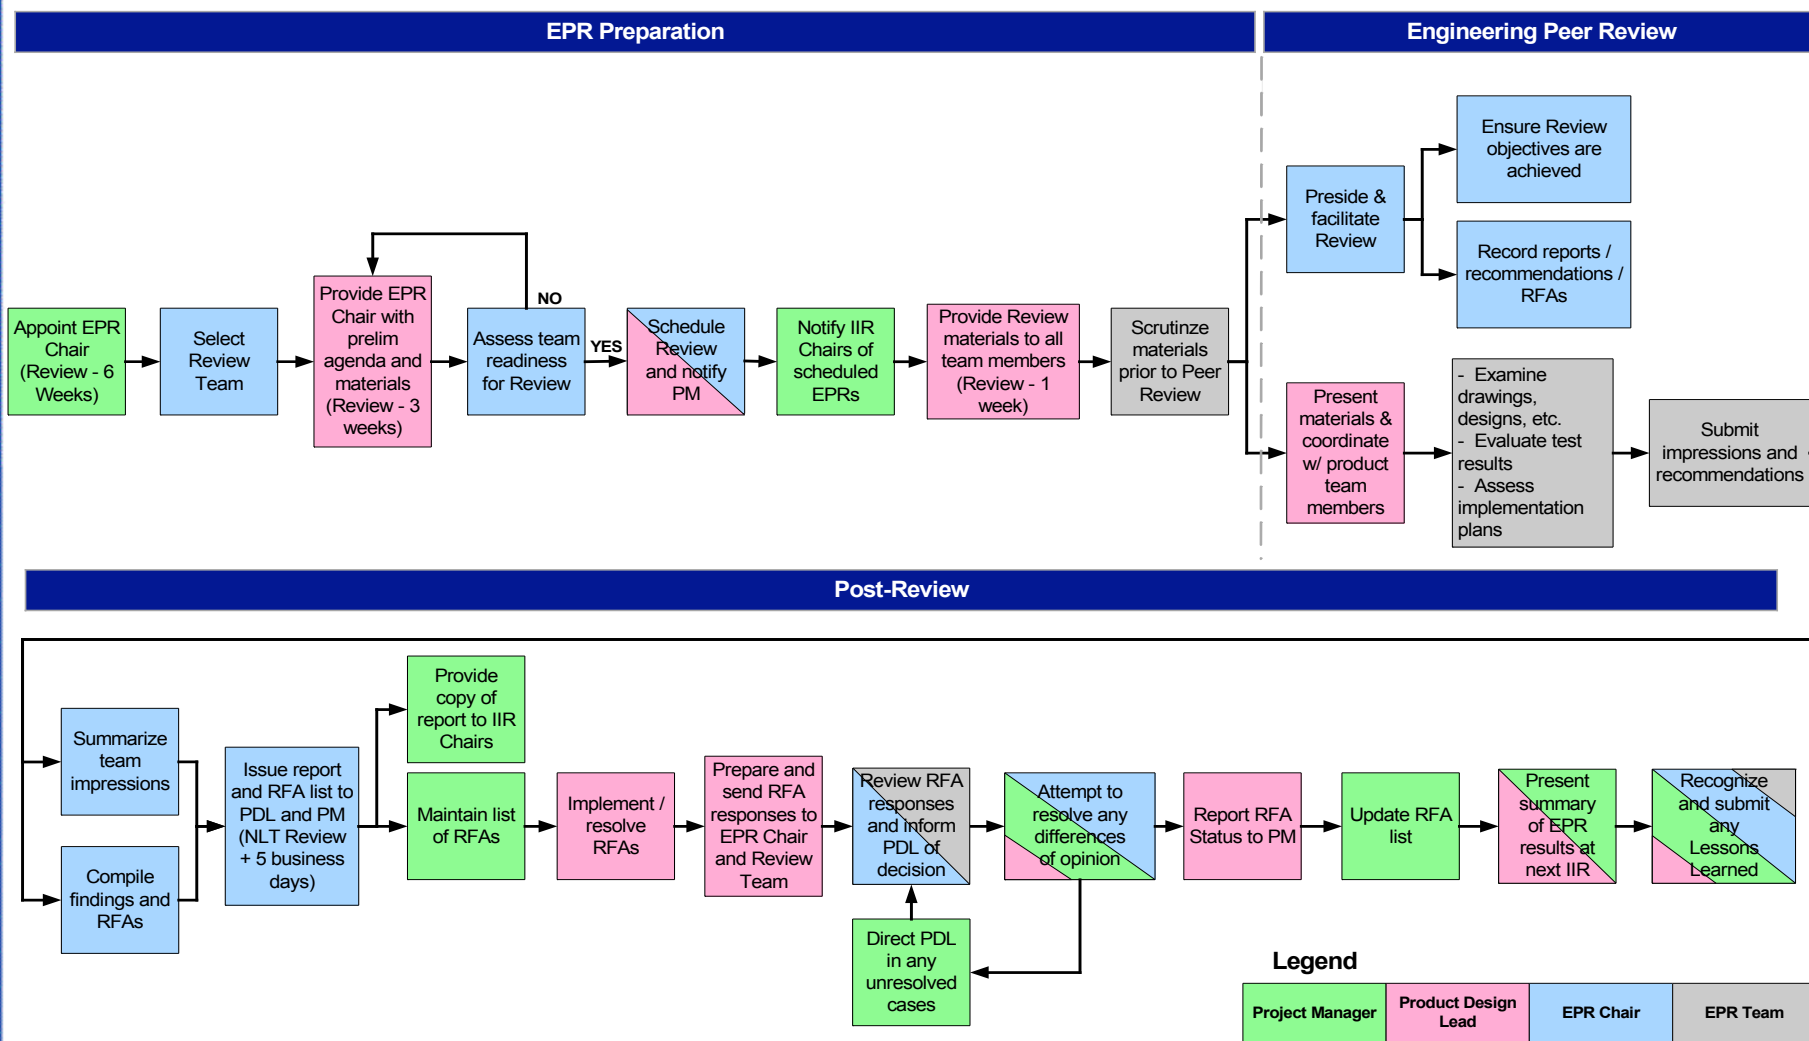 EPR Preparation
Engineering Peer Review
Appoint EPR
Chair
(Review - 6
Weeks)
Select
Review
Team
Provide EPR
Chair with
prelim
agenda and
materials
(Review - 3
weeks)
NO
Assess team
readiness
for Review
YES
Schedule
Review
and notify
PM
Notify IIR
Chairs of
scheduled
EPRs
Provide Review
materials to all
team members
(Review - 1
week)
Scrutinze
materials
prior to Peer
Review
Preside &
facilitate
Review
Ensure Review
objectives are
achieved
Record reports /
recommendations /
RFAs
Present
materials &
coordinate
w/ product
team
members
- Examine
drawings,
designs, etc.
- Evaluate test
results
- Assess
implementation
plans
Submit
impressions and
recommendations
Post-Review
Summarize
team
impressions
Compile
findings and
RFAs
Issue report
and RFA list to
PDL and PM
(NLT Review
+ 5 business
days)
Provide
copy of
report to IIR
Chairs
Maintain list
of RFAs
Implement /
resolve
RFAs
Prepare and
send RFA
responses to
EPR Chair
and Review
Team
Review RFA
responses
and inform
PDL of
decision
Direct PDL
in any
unresolved
cases
Attempt to
resolve any
differences
of opinion
Report RFA
Status to PM
Update RFA
list
Present
summary
of EPR
results at
next IIR
Recognize
and submit
any
Lessons
Learned
Legend
Project Manager
Product Design
Lead
EPR Chair
EPR Team